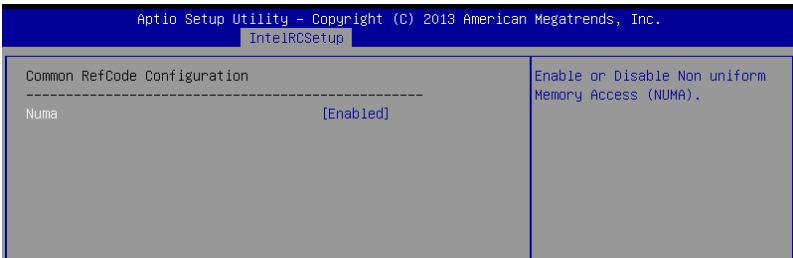 Aptio Setup Utility – Copyright (C) 2013 American Megatrends, Inc.
IntelRCSetup
Common RefCode Configuration
--------------------------------------------------
Numa [Enabled]
Enable or Disable Non uniform
Memory Access (NUMA).